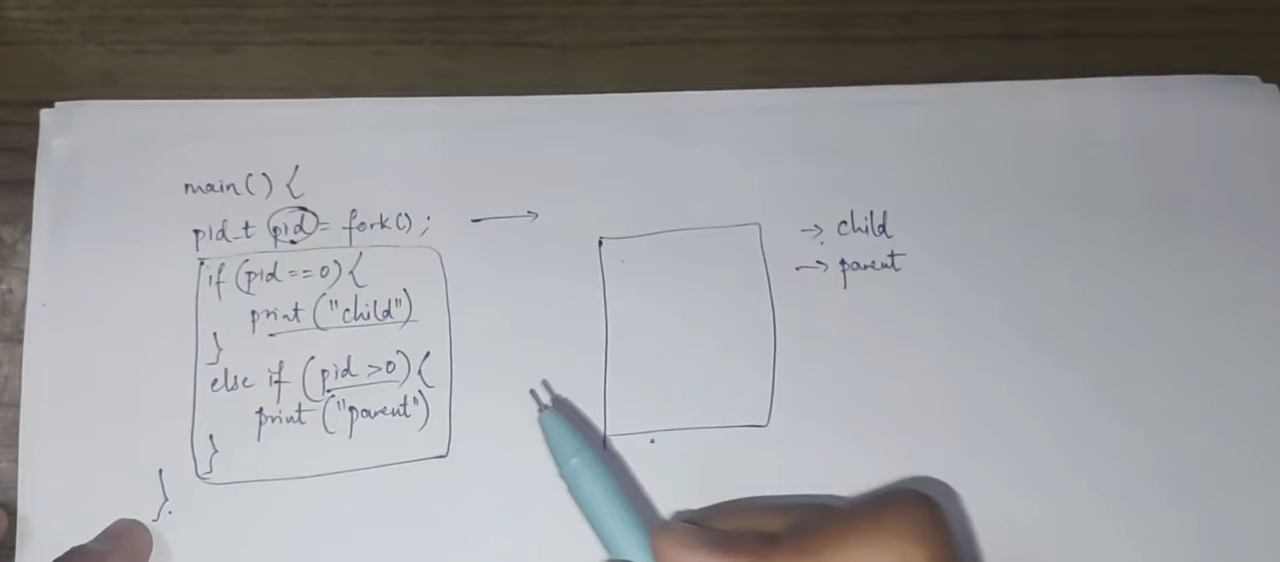 main() {
pid_t pid = fork();
if (pid == 0) {
print ("child")
}
else if (pid > 0) {
print ("parent")
}
}.
→ child
→ parent